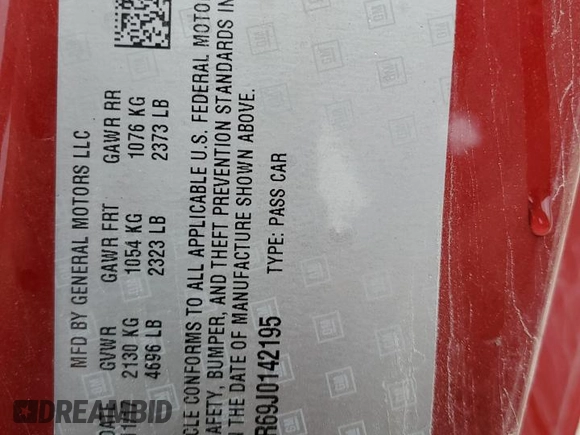 MFD BY GENERAL MOTORS LLC
GVWR GAWR FRT GAWR RR
2130 KG 1054 KG 1076 KG
4696 LB 2323 LB 2373 LB
CONFORMS TO ALL APPLICABLE U.S. FEDERAL
BUMPER, AND THEFT PREVENTION STANDARDS IN
THE DATE OF MANUFACTURE SHOWN ABOVE.
R69J0142195 TYPE: PASS CAR
GM
DREAMBID